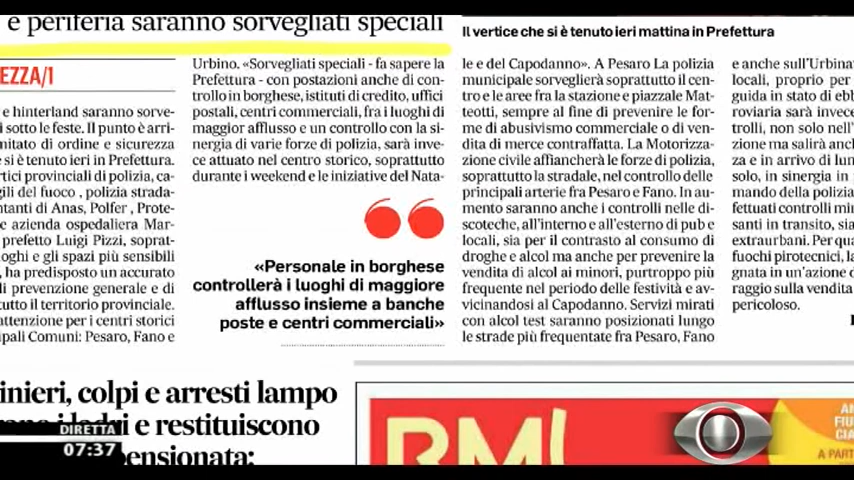 e periferia saranno sorvegliati speciali
EZZA/1
e hinterland saranno sorve-
i sotto le feste. Il punto è arri-
mitato di ordine e sicurezza
e si è tenuto ieri in Prefettura.
rtici provinciali di polizia, ca-
gili del fuoco , polizia strada-
ntanti di Anas, Polfer , Prote-
e azienda ospedaliera Mar-
prefetto Luigi Pizzi, soprat-
oghi e gli spazi più sensibili
, ha predisposto un accurato
i prevenzione generale e di
utto il territorio provinciale.
attenzione per i centri storici
ipali Comuni: Pesaro, Fano e
Urbino. «Sorvegliati speciali - fa sapere la
Prefettura - con postazioni anche di con-
trollo in borghese, istituti di credito, uffici
postali, centri commerciali, fra i luoghi di
maggior afflusso e un controllo con la si-
nergia di varie forze di polizia, sarà inve-
ce attuato nel centro storico, soprattutto
durante i weekend e le iniziative del Nata-
«Personale in borghese
controllerà i luoghi di maggiore
afflusso insieme a banche
poste e centri commerciali»
Il vertice che si è tenuto ieri mattina in Prefettura
le e del Capodanno». A Pesaro La polizia
municipale sorveglierà soprattutto il cen-
tro e le aree fra la stazione e piazzale Mat-
teotti, sempre al fine di prevenire le for-
me di abusivismo commerciale o di ven-
dita di merce contraffatta. La Motorizza-
zione civile affiancherà le forze di polizia,
soprattutto la stradale, nel controllo delle
principali arterie fra Pesaro e Fano. In au-
mento saranno anche i controlli nelle di-
scoteche, all'interno e all'esterno di pub e
locali, sia per il contrasto al consumo di
droghe e alcol ma anche per prevenire la
vendita di alcol ai minori, purtroppo più
frequente nel periodo delle festività e av-
vicinandosi al Capodanno. Servizi mirati
con alcol test saranno posizionati lungo
le strade più frequentate fra Pesaro, Fano
e anche sull'Urbina
locali, proprio per
guida in stato di ebb
roviaria sarà invece
trolli, non solo nell'i
zione ma salirà anch
za e in arrivo di lun
solo, in sinergia in
mando della polizia
fettuati controlli min
santi in transito, sia
extraurbani. Per qua
fuochi pirotecnici, la
gnata in un'azione d
raggio sulla vendita
pericoloso.
inieri, colpi e arresti lampo
i ladri e restituiscono
pensionata:
DIRETTA
07:37
BM
AN
FIU
CIA
A PART